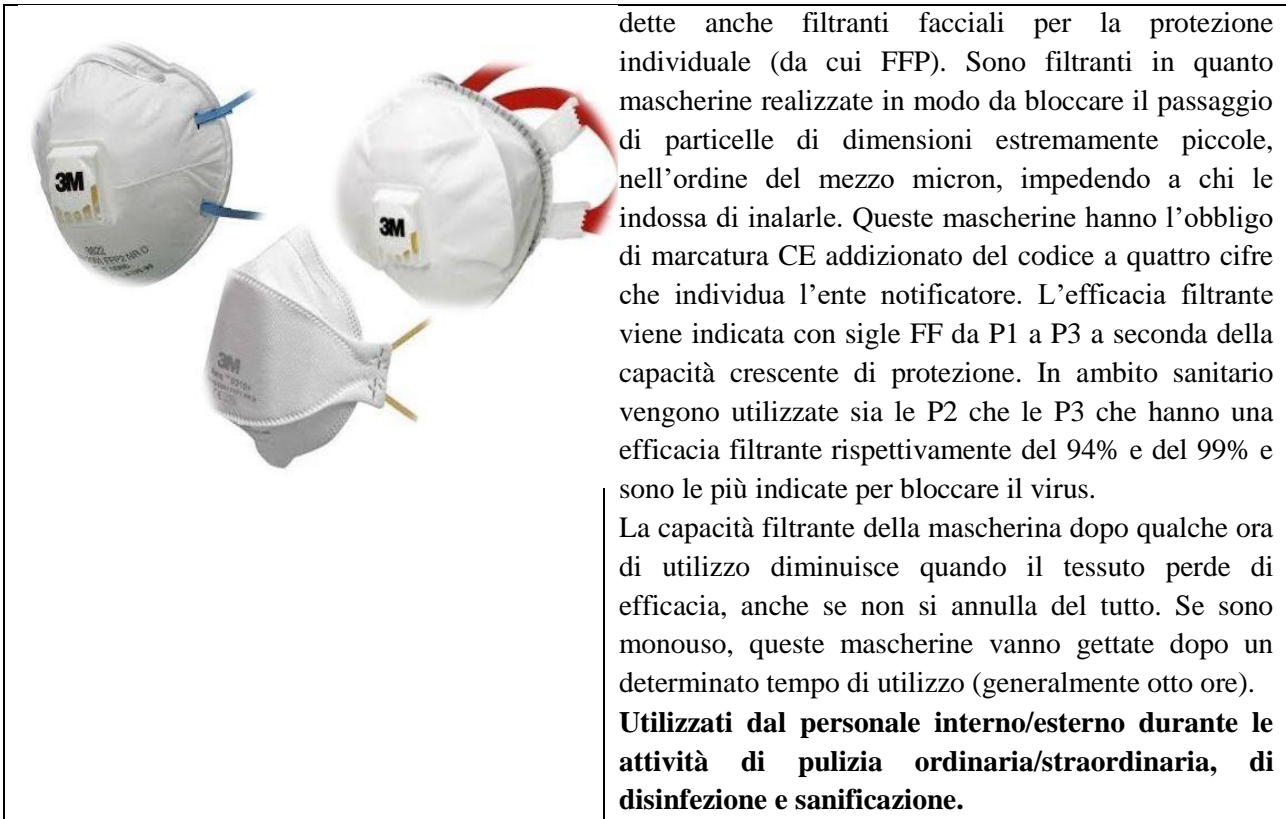 dette anche filtranti facciali per la protezione
individuale (da cui FFP). Sono filtranti in quanto
mascherine realizzate in modo da bloccare il passaggio
di particelle di dimensioni estremamente piccole,
nell’ordine del mezzo micron, impedendo a chi le
indossa di inalarle. Queste mascherine hanno l’obbligo
di marcatura CE addizionato del codice a quattro cifre
che individua l’ente notificatore. L’efficacia filtrante
viene indicata con sigle FF da P1 a P3 a seconda della
capacità crescente di protezione. In ambito sanitario
vengono utilizzate sia le P2 che le P3 che hanno una
efficacia filtrante rispettivamente del 94% e del 99% e
sono le più indicate per bloccare il virus.
La capacità filtrante della mascherina dopo qualche ora
di utilizzo diminuisce quando il tessuto perde di
efficacia, anche se non si annulla del tutto. Se sono
monouso, queste mascherine vanno gettate dopo un
determinato tempo di utilizzo (generalmente otto ore).
Utilizzati dal personale interno/esterno durante le
attività di pulizia ordinaria/straordinaria, di
disinfezione e sanificazione.
3M
3M
3M